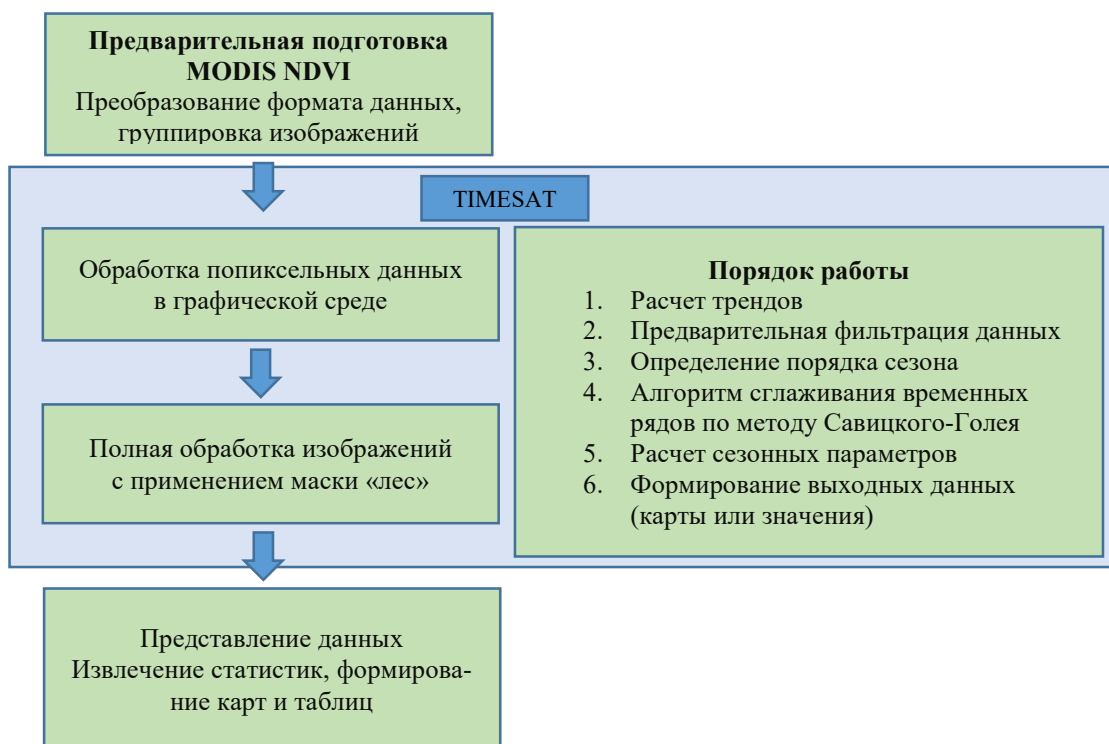 Предварительная подготовка
MODIS NDVI
Преобразование формата данных,
группировка изображений
TIMESAT
Обработка попиксельных данных
в графической среде
Полная обработка изображений
с применением маски «лес»
Порядок работы
1. Расчет трендов
2. Предварительная фильтрация данных
3. Определение порядка сезона
4. Алгоритм сглаживания временных
рядов по методу Савицкого-Голея
5. Расчет сезонных параметров
6. Формирование выходных данных
(карты или значения)
Представление данных
Извлечение статистик, формирова-
ние карт и таблиц